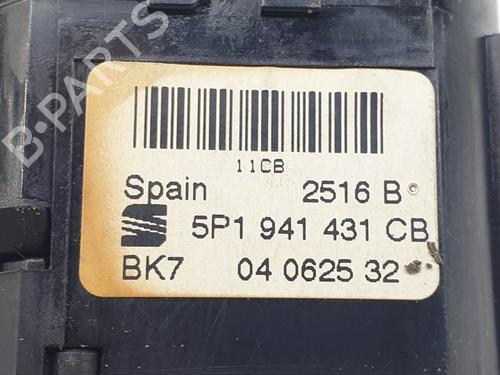 B-PARTS
11CB
Spain 2516 B
5P1 941 431 CB
BK7 04 0625 32